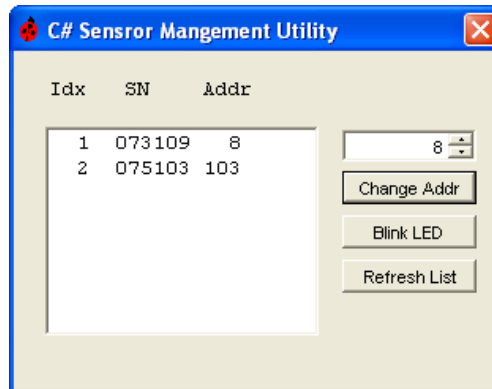 C# Sensror Mangement Utility
Idx SN Addr
1 073109 8
2 075103 103
8
Change Addr
Blink LED
Refresh List